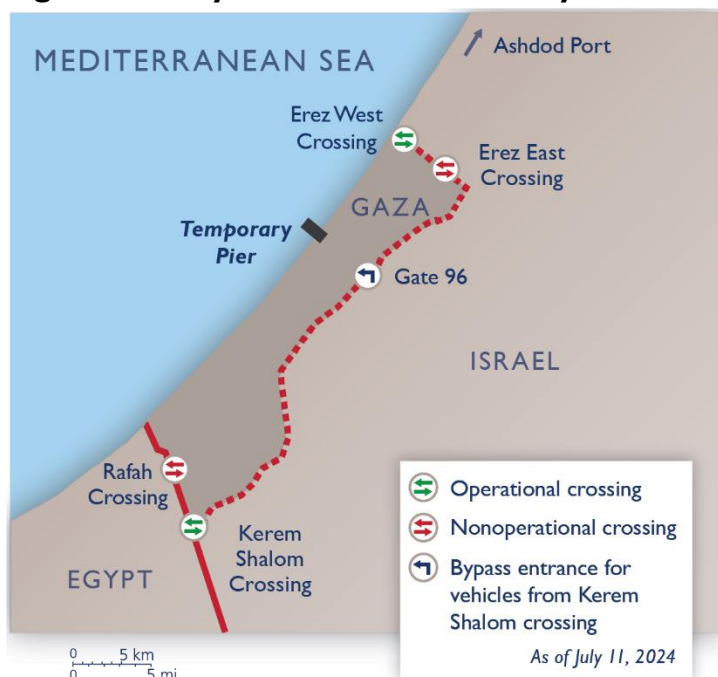 MEDITERRANEAN SEA
Ashdod Port
Erez West
Crossing
Erez East
Crossing
GAZA
Temporary
Pier
Gate 96
ISRAEL
Rafah
Crossing
Kerem
Shalom
Crossing
EGYPT
Operational crossing
Nonoperational crossing
Bypass entrance for
vehicles from Kerem
Shalom crossing
As of July 11, 2024
0 5 km
0 5 mi